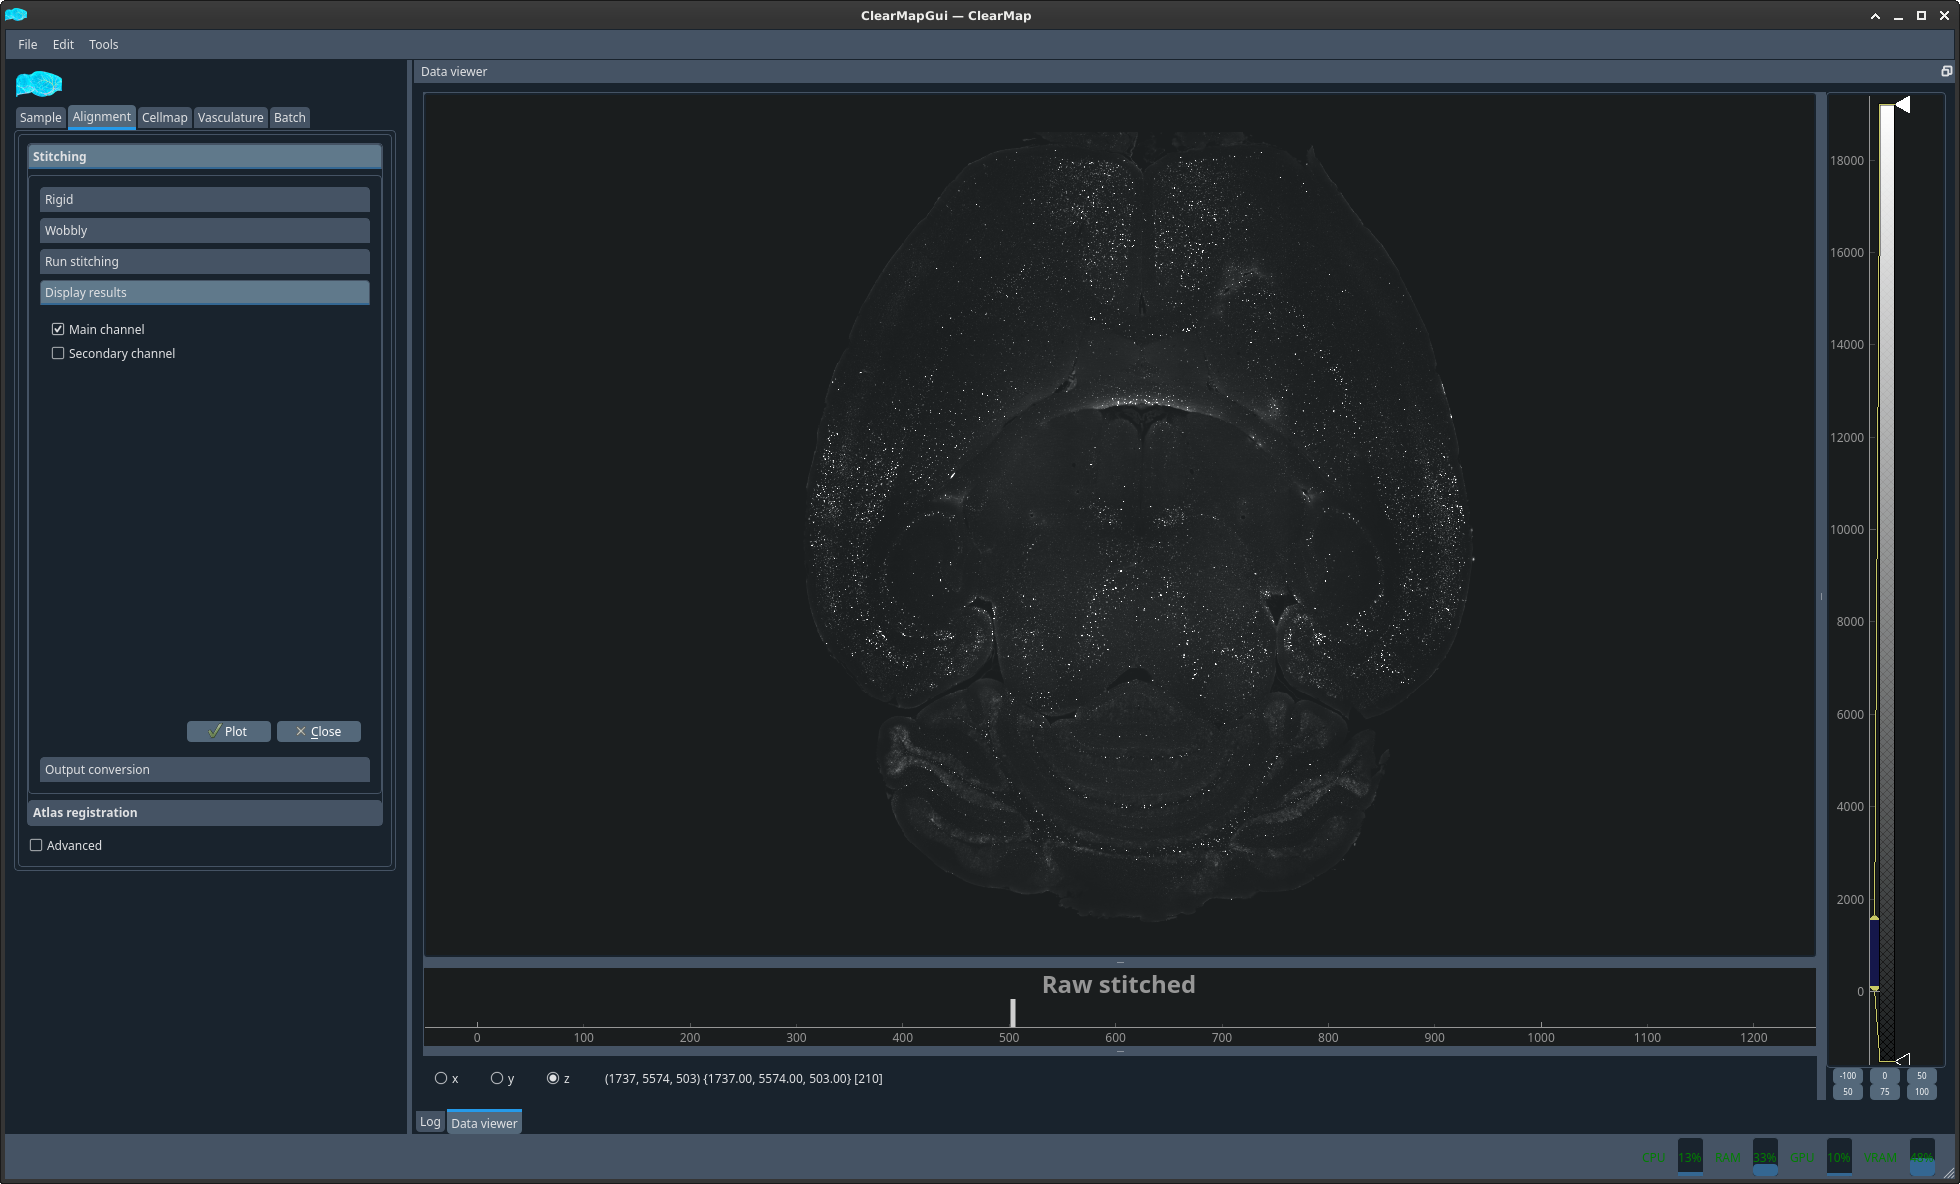 ClearMapGui — ClearMap
File Edit Tools
Data viewer
Sample Alignment Cellmap Vasculature Batch
Stitching
Rigid
Wobbly
Run stitching
Display results
Main channel
Secondary channel
Plot Close
Output conversion
Atlas registration
Advanced
18000
16000
14000
12000
10000
8000
6000
4000
2000
0
Raw stitched
0 100 200 300 400 500 600 700 800 900 1000 1100 1200
x y z (1737, 5574, 503) {1737.00, 5574.00, 503.00} [210]
-100 0 50
50 75 100
Log Data viewer
CPU 13% RAM 33% GPU 10% VRAM 48%